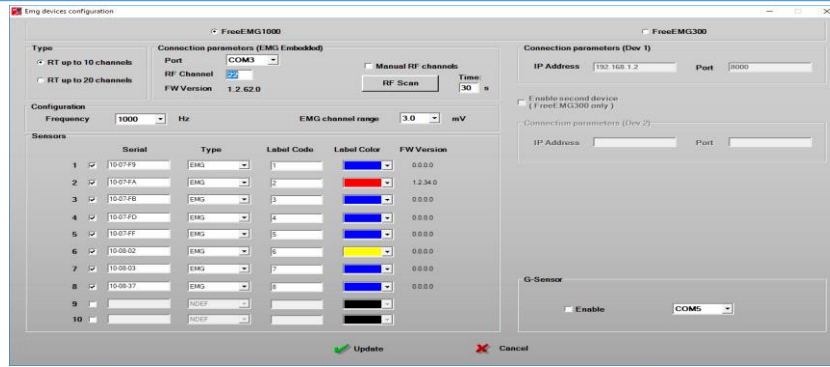 Emg devices configuration
FreeEMG1000
FreeEMG300
Type
RT up to 10 channels
RT up to 20 channels
Connection parameters (EMG Embedded)
Port COM3
RF Channel 22
FW Version 1.2.62.0
Manual RF channels
RF Scan
Time:
30 s
Connection parameters (Dev 1)
IP Address 192.168.1.2 Port 8000
Enable second device
(FreeEMG300 only)
Connection parameters (Dev 2)
IP Address Port
Configuration
Frequency 1000 Hz EMG channel range 3.0 mV
Sensors
Serial Type Label Code Label Color FW Version
1 10-07-F9 EMG 1 0.0.0.0
2 10-07-FA EMG 2 1.2.34.0
3 10-07-FB EMG 3 0.0.0.0
4 10-07-FD EMG 4 0.0.0.0
5 10-07-FF EMG 5 0.0.0.0
6 10-08-02 EMG 6 0.0.0.0
7 10-08-03 EMG 7 0.0.0.0
8 10-08-37 EMG 8 0.0.0.0
9 NDEF
10 NDEF
G-Sensor
Enable COM5
Update Cancel